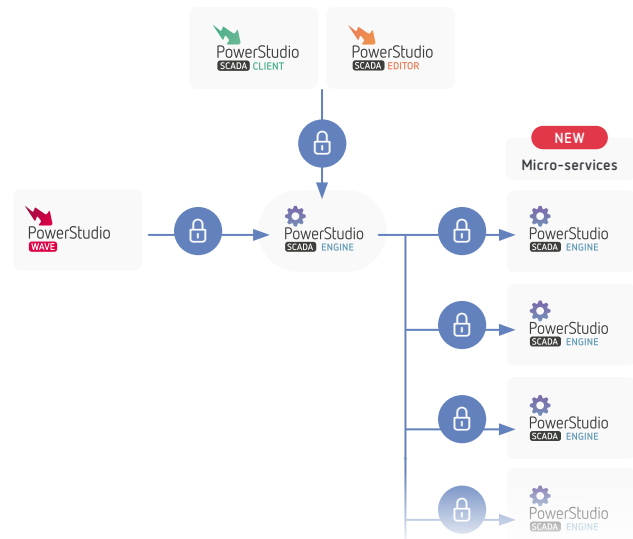 PowerStudio
SCADA CLIENT
PowerStudio
SCADA EDITOR
NEW
Micro-services
PowerStudio
WAVE
PowerStudio
SCADA ENGINE
PowerStudio
SCADA ENGINE
PowerStudio
SCADA ENGINE
PowerStudio
SCADA ENGINE
PowerStudio
SCADA ENGINE